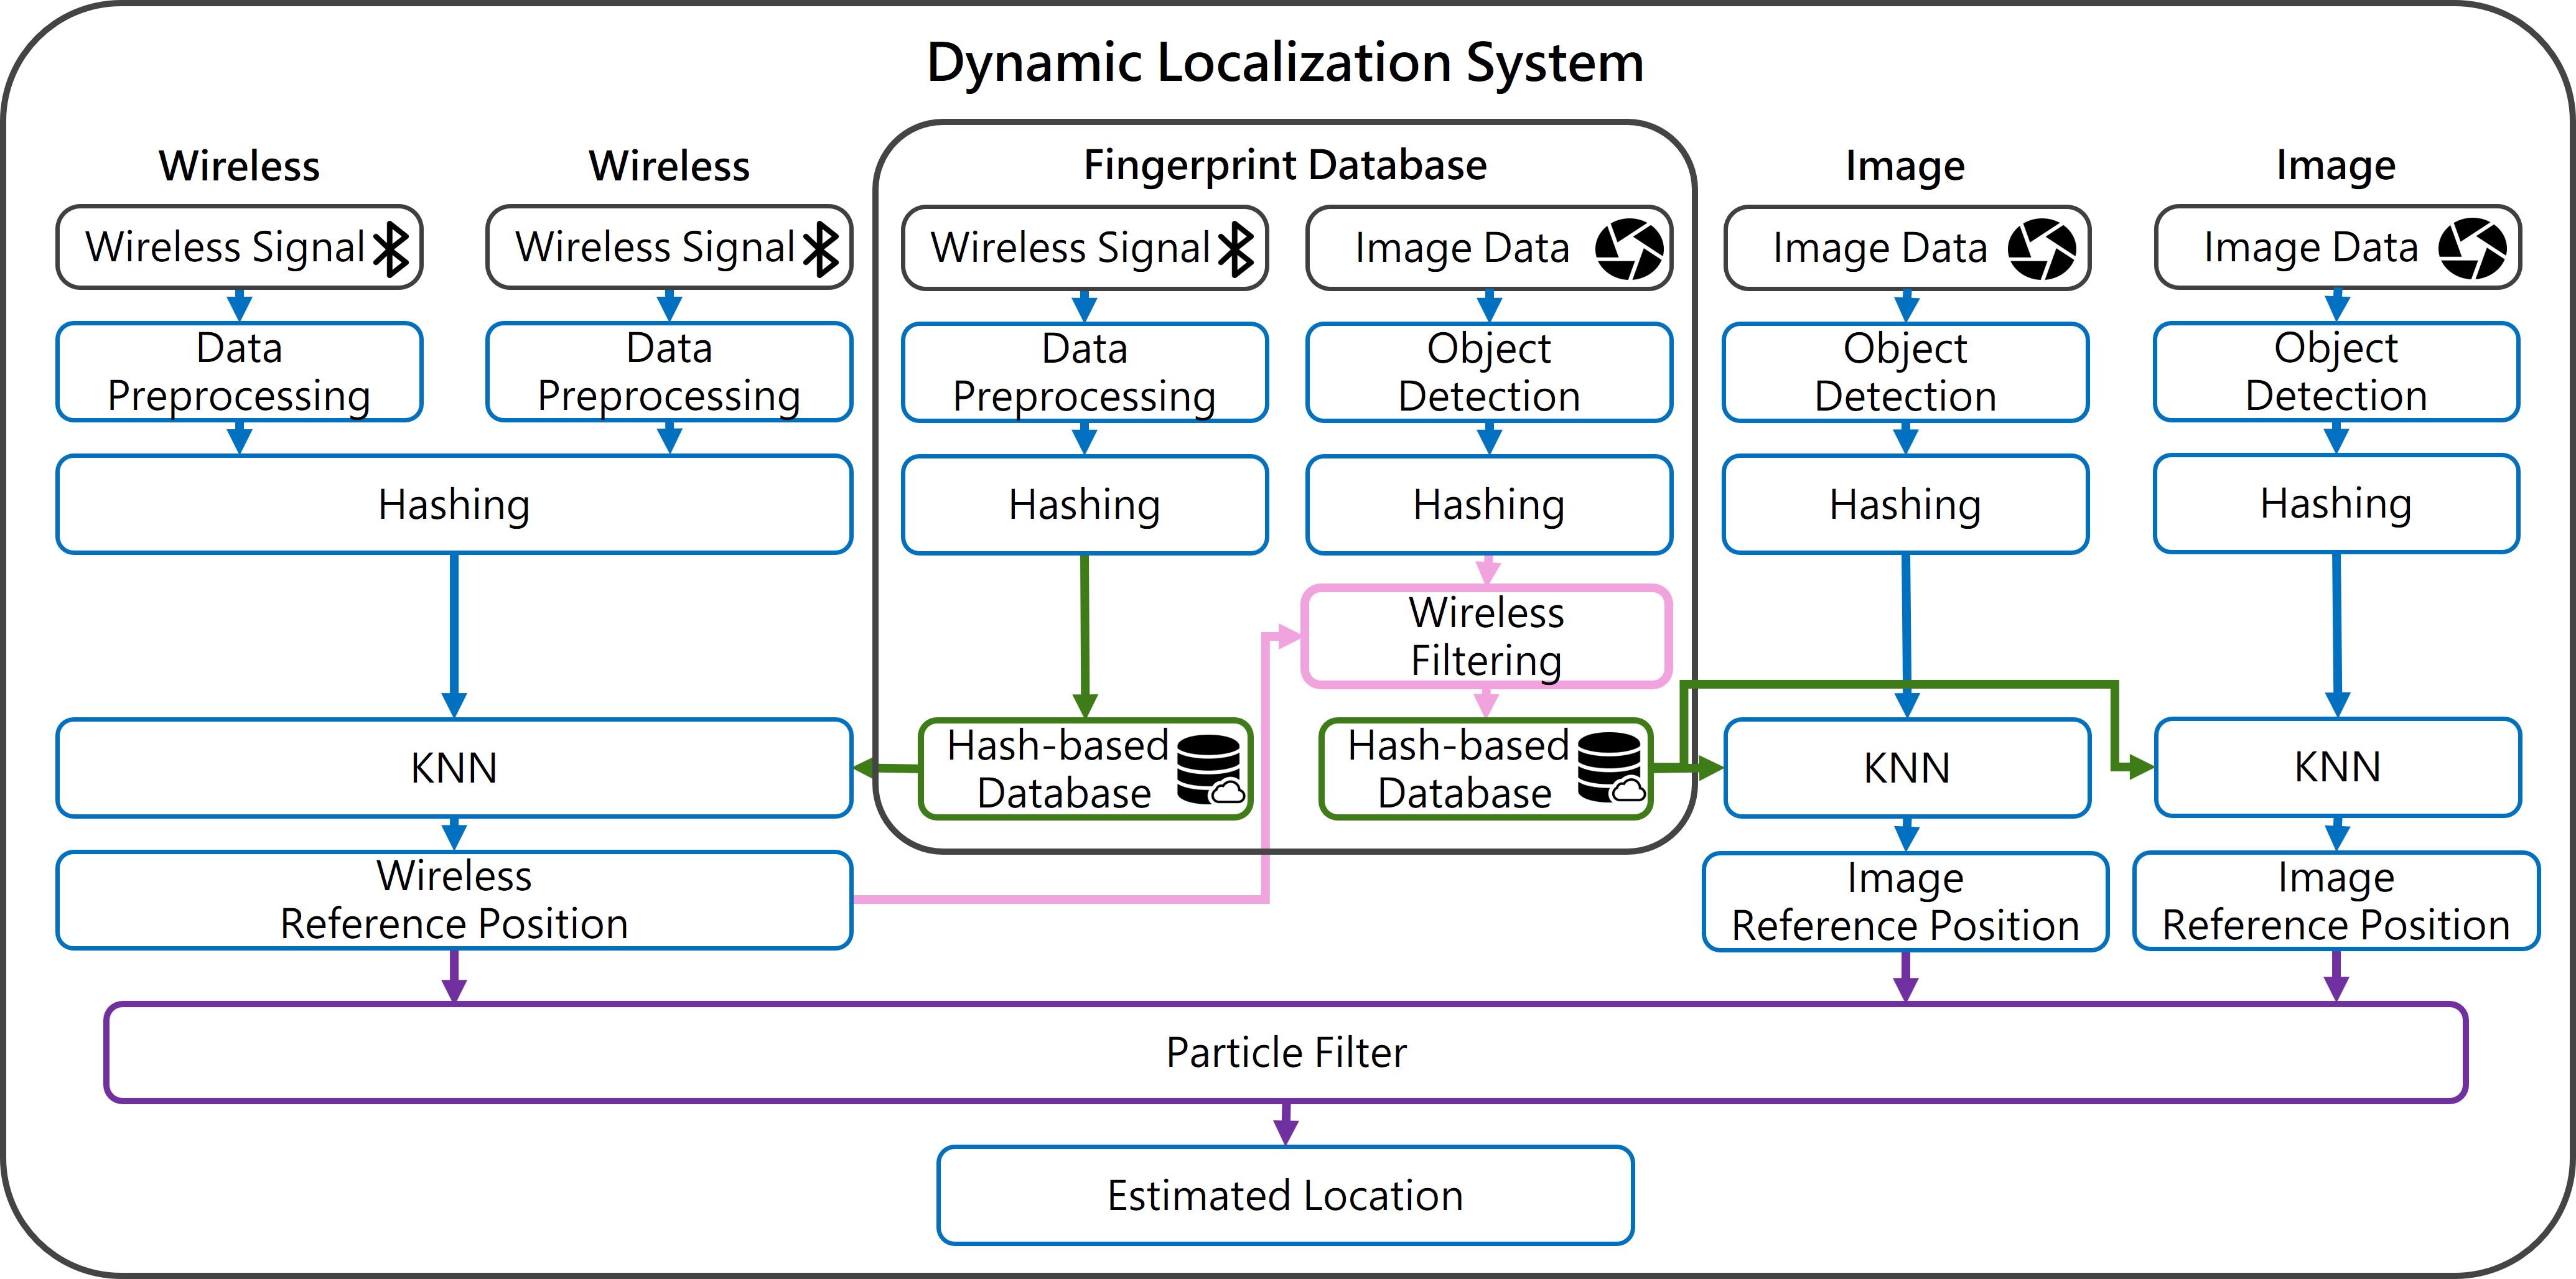 Dynamic Localization System
Wireless
Wireless
Fingerprint Database
Image
Image
Wireless Signal
Wireless Signal
Wireless Signal
Image Data
Image Data
Image Data
Data
Preprocessing
Data
Preprocessing
Data
Preprocessing
Object
Detection
Object
Detection
Object
Detection
Hashing
Hashing
Hashing
Hashing
Hashing
Wireless
Filtering
KNN
Hash-based
Database
Hash-based
Database
KNN
KNN
Wireless
Reference Position
Image
Reference Position
Image
Reference Position
Particle Filter
Estimated Location